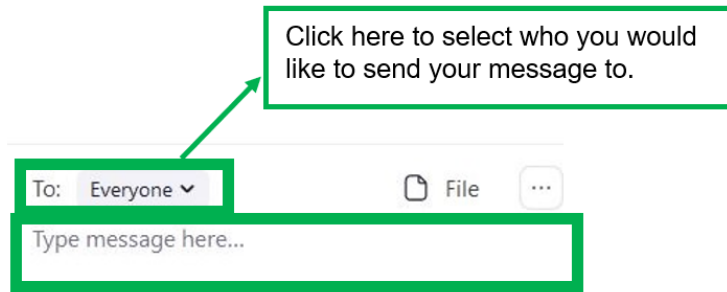 Click here to select who you would
like to send your message to.
To: Everyone File ...
Type message here...